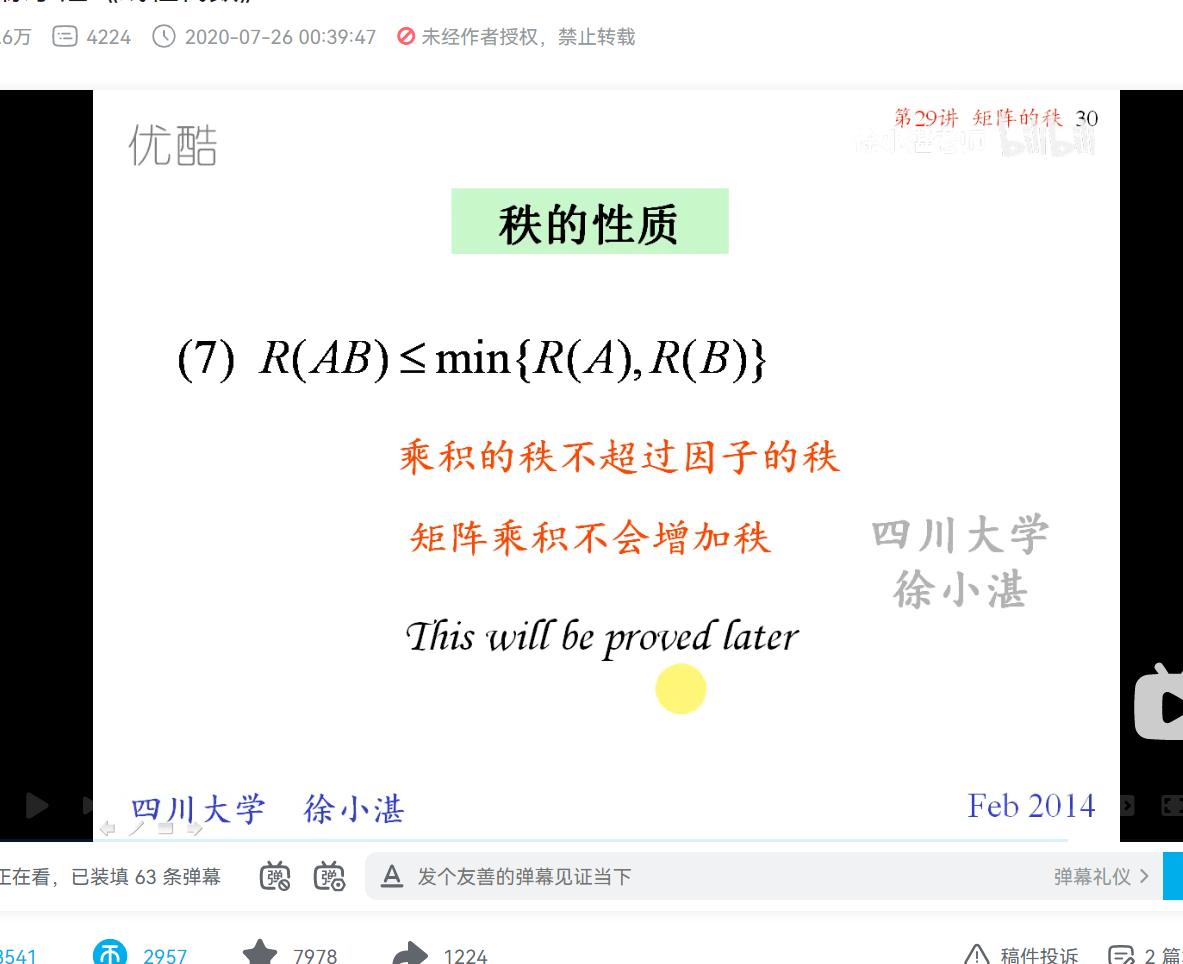 .6万 4224 2020-07-26 00:39:47 未经作者授权，禁止转载
优酷
第29讲 矩阵的秩 30
bilibili
秩的性质
(7) R(AB) ≤ min{R(A), R(B)}
乘积的秩不超过因子的秩
矩阵乘积不会增加秩
四川大学
徐小湛
This will be proved later
四川大学 徐小湛
Feb 2014
正在看，已装填 63 条弹幕
发个友善的弹幕见证当下
弹幕礼仪
3541 2957 7978 1224 稿件投诉 2 篇